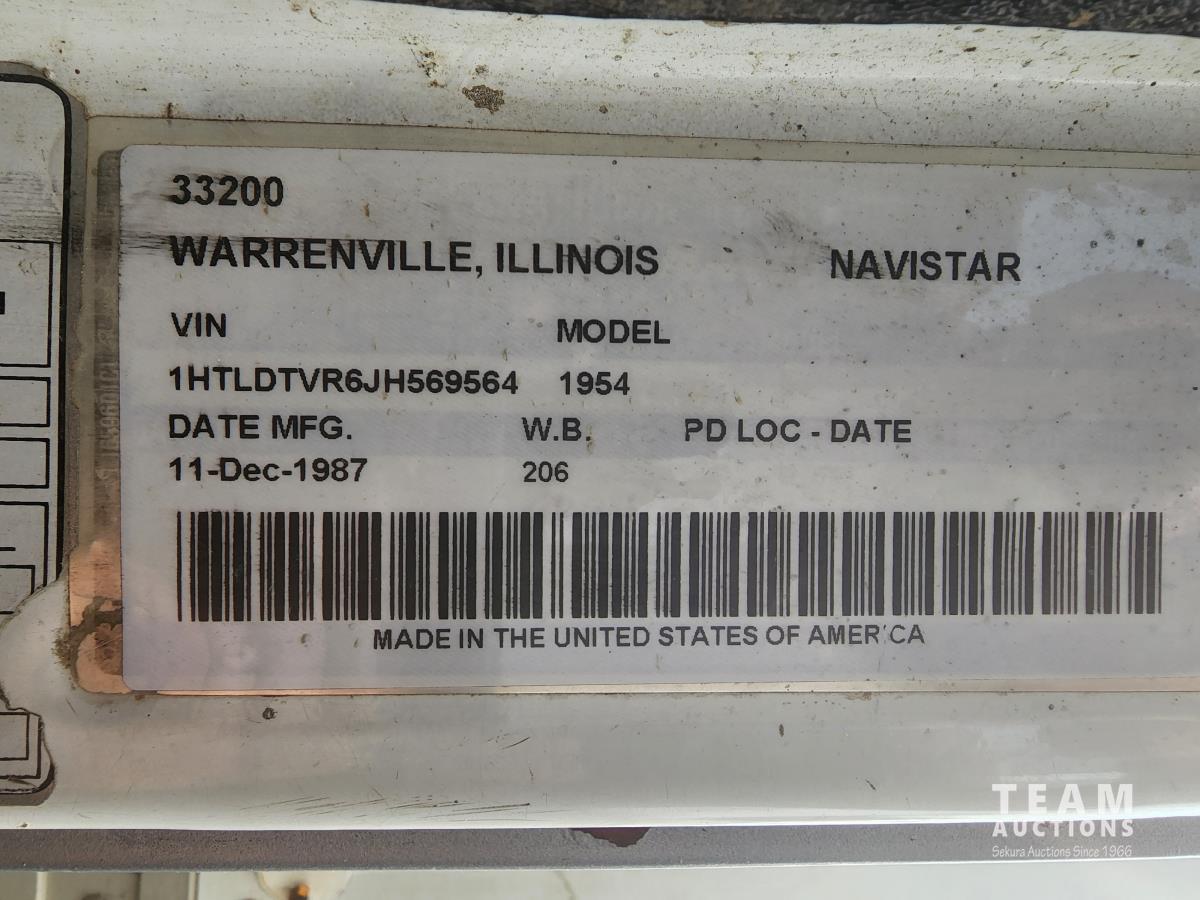 33200
WARRENVILLE, ILLINOIS NAVISTAR
VIN MODEL
1HTLDTVR6JH569564 1954
DATE MFG. W.B. PD LOC - DATE
11-Dec-1987 206
MADE IN THE UNITED STATES OF AMERICA
TEAM
AUCTIONS
Sekura Auctions Since 1966